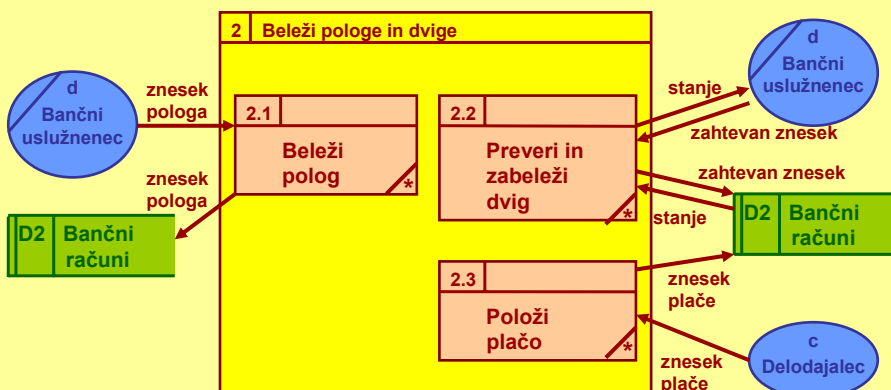 2 Beleži pologe in dvige
d
Bančni
uslužnenec
znesek
pologa
2.1
Beleži
polog
*
znesek
pologa
D2 Bančni
računi
2.2
Preveri in
zabeleži
dvig
*
stanje
d
Bančni
uslužnenec
zahtevan znesek
zahtevan znesek
stanje
D2 Bančni
računi
2.3
Položi
plačo
*
znesek
plače
znesek
plače
c
Delodajalec